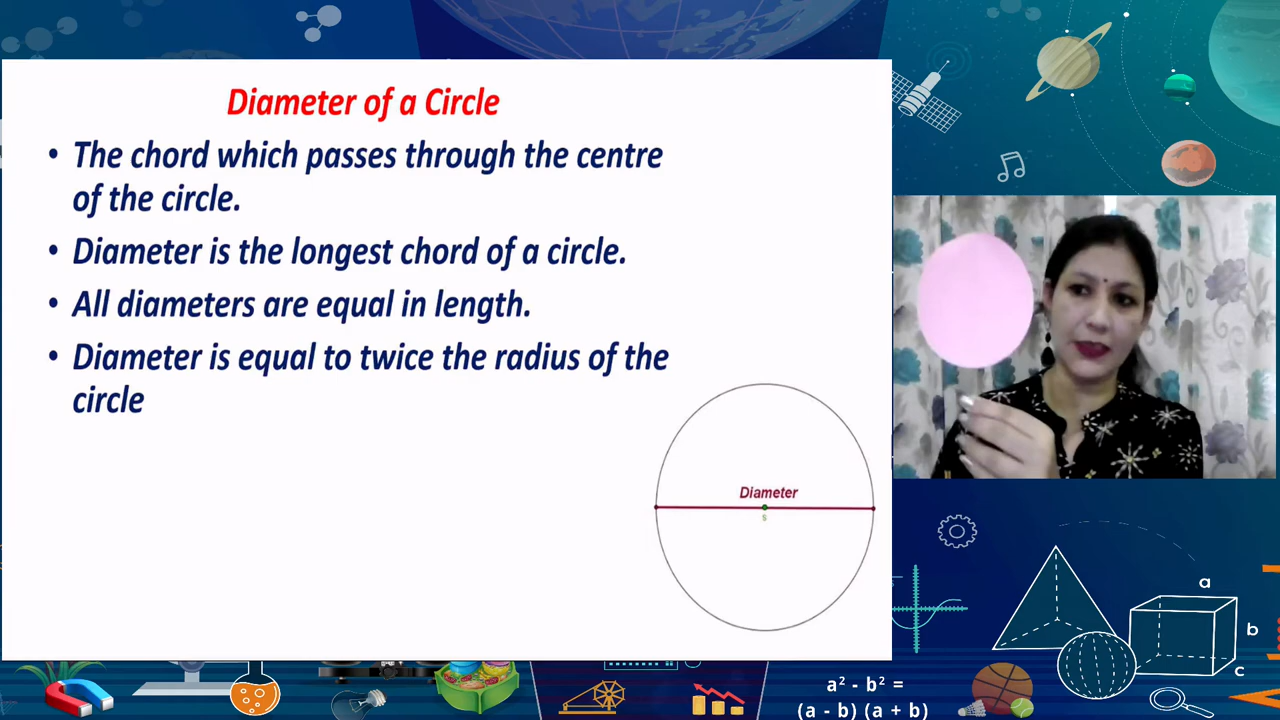 Diameter of a Circle
• The chord which passes through the centre
of the circle.
• Diameter is the longest chord of a circle.
• All diameters are equal in length.
• Diameter is equal to twice the radius of the
circle
Diameter
s
a
b
c
a² - b² =
(a - b) (a + b)